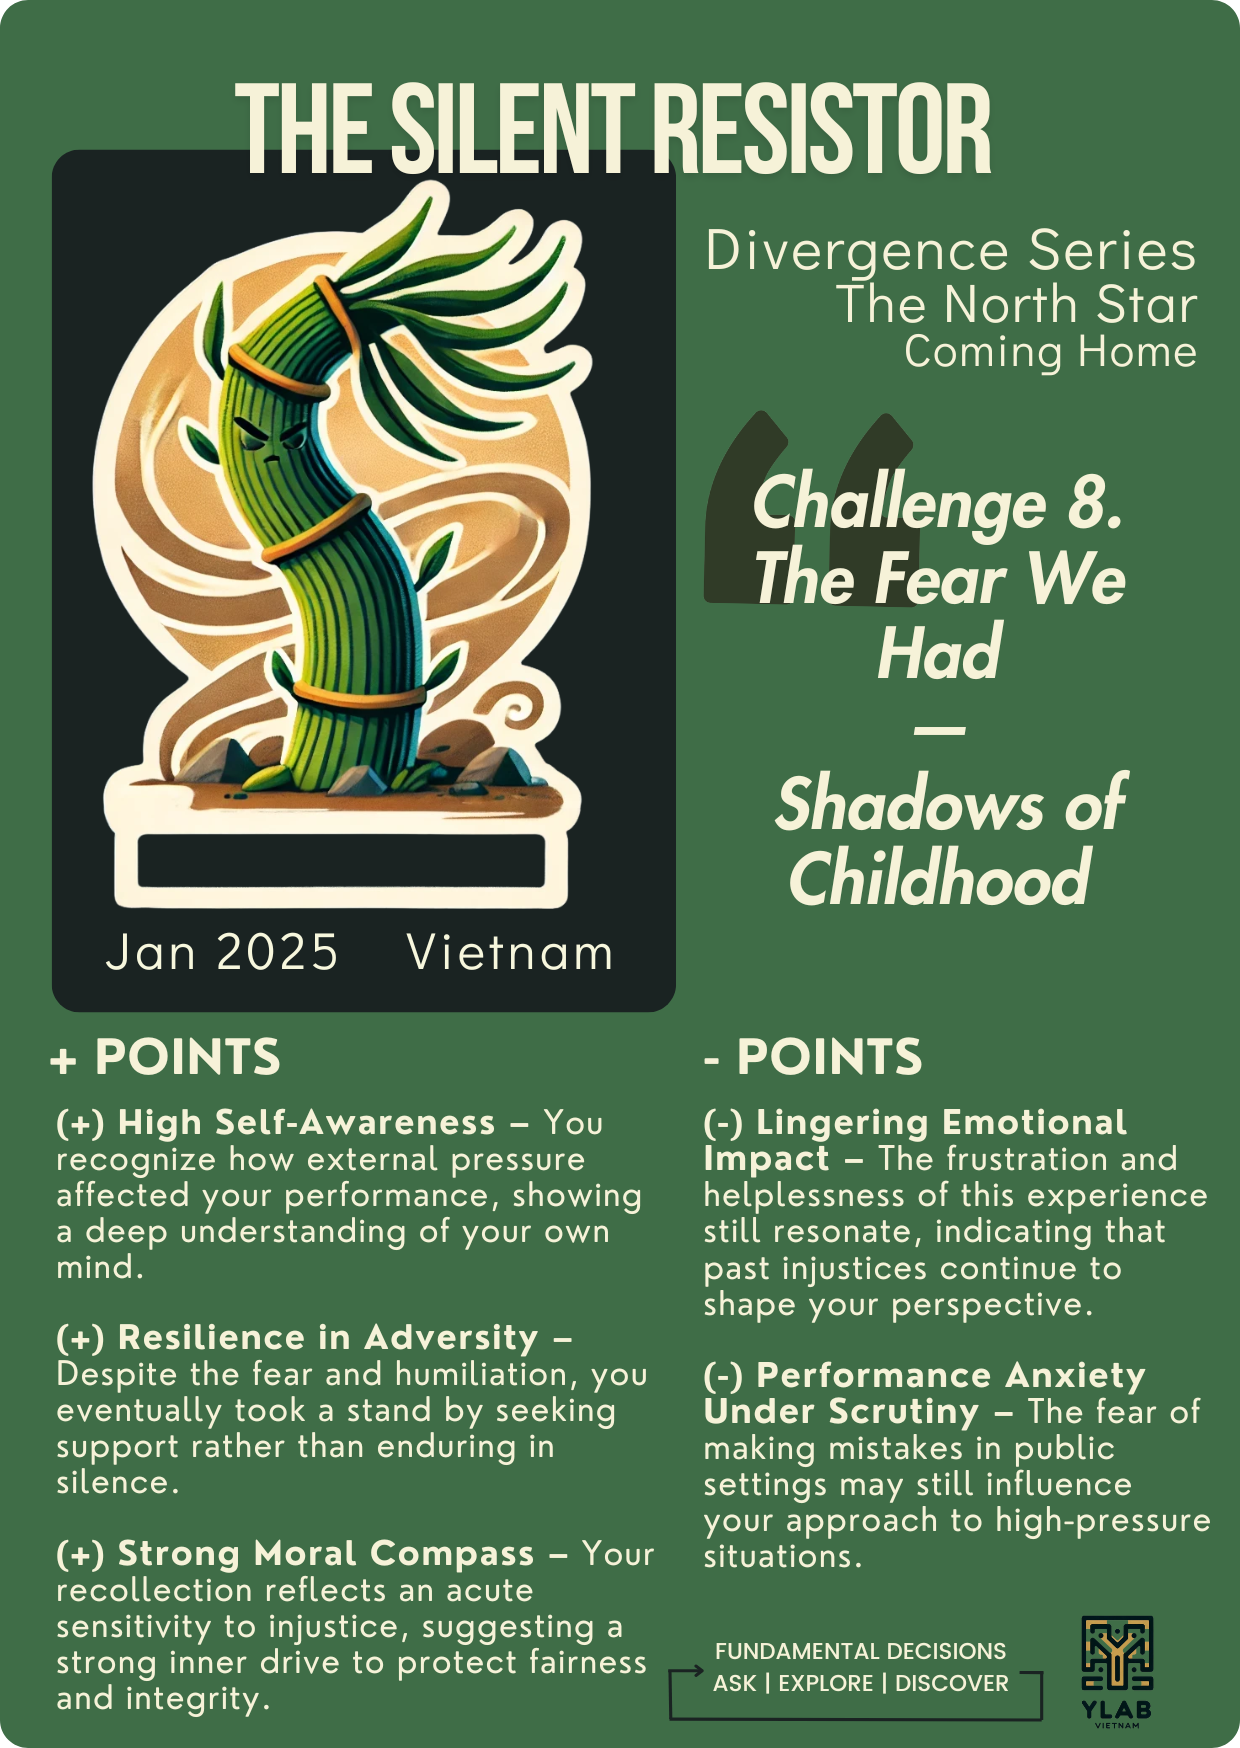 THE SILENT RESISTOR
Divergence Series
The North Star
Coming Home
“
Challenge 8.
The Fear We
Had
—
Shadows of
Childhood
Jan 2025 Vietnam
+ POINTS
(+) High Self-Awareness – You
recognize how external pressure
affected your performance, showing
a deep understanding of your own
mind.
(+) Resilience in Adversity –
Despite the fear and humiliation, you
eventually took a stand by seeking
support rather than enduring in
silence.
(+) Strong Moral Compass – Your
recollection reflects an acute
sensitivity to injustice, suggesting a
strong inner drive to protect fairness
and integrity.
- POINTS
(-) Lingering Emotional
Impact – The frustration and
helplessness of this experience
still resonate, indicating that
past injustices continue to
shape your perspective.
(-) Performance Anxiety
Under Scrutiny – The fear of
making mistakes in public
settings may still influence
your approach to high-pressure
situations.
FUNDAMENTAL DECISIONS
ASK | EXPLORE | DISCOVER
YLAB
VIETNAM